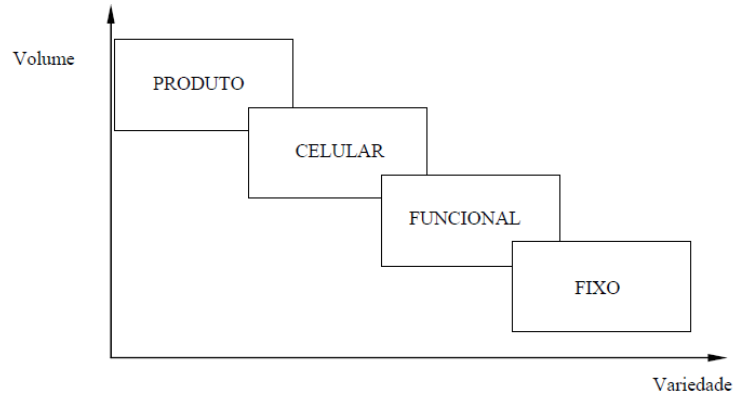 Volume
PRODUTO
CELULAR
FUNCIONAL
FIXO
Variedade